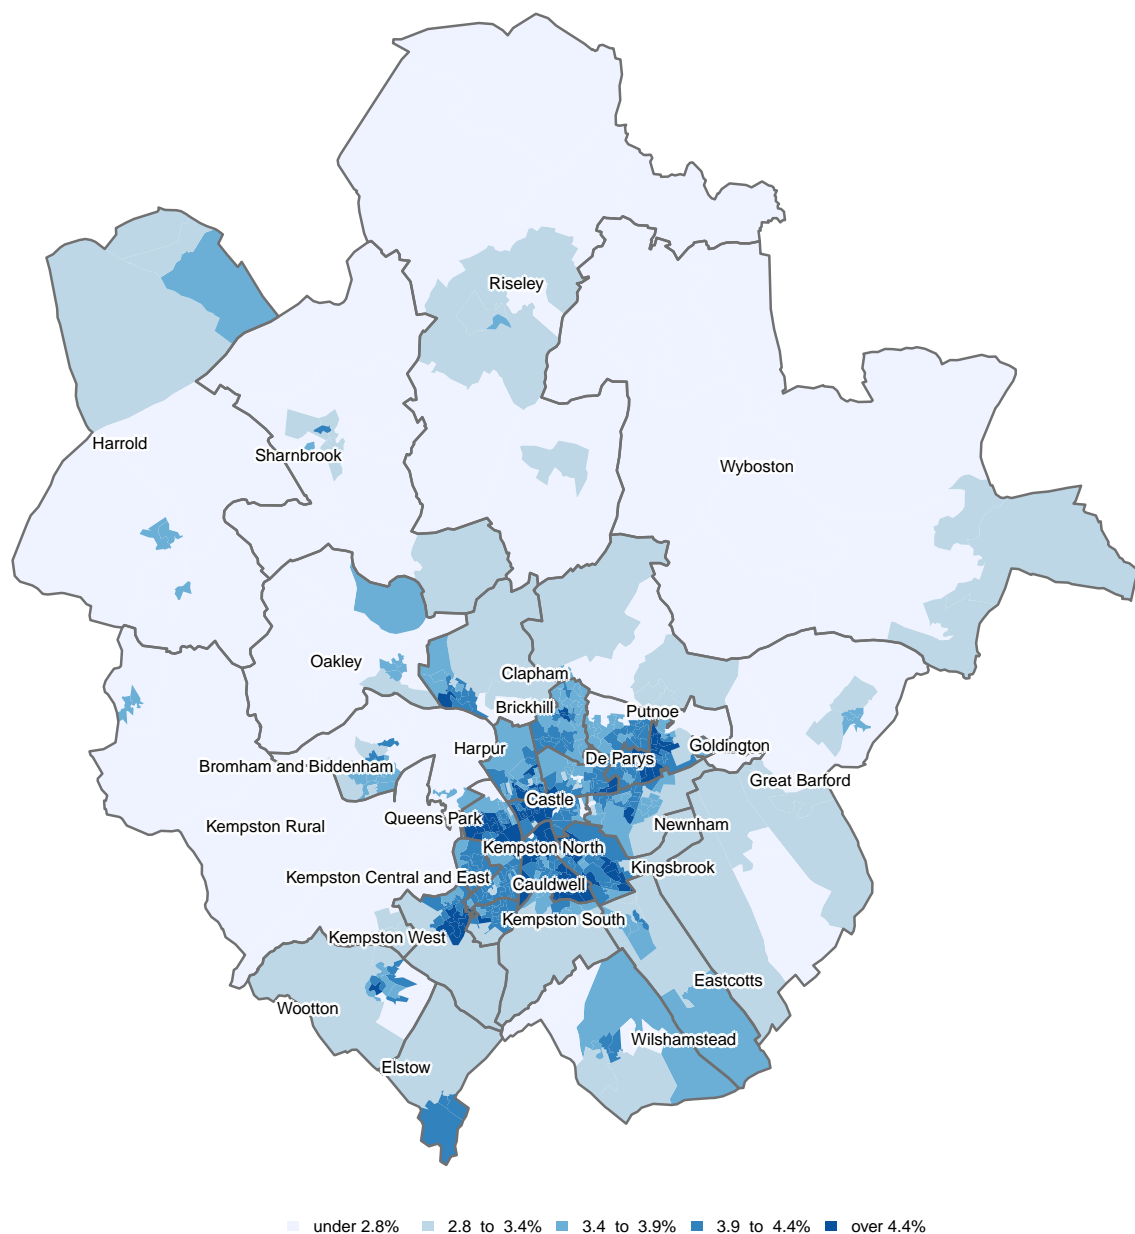 Riseley
Harrold
Sharnbrook
Wyboston
Oakley
Clapham
Brickhill
Putnoe
Harpur
Goldington
De Parys
Bromham and Biddenham
Great Barford
Castle
Queens Park
Kempston Rural
Newnham
Kempston North
Kingsbrook
Kempston Central and East
Cauldwell
Kempston South
Kempston West
Eastcotts
Wootton
Wilshamstead
Elstow
under 2.8% 2.8 to 3.4% 3.4 to 3.9% 3.9 to 4.4% over 4.4%